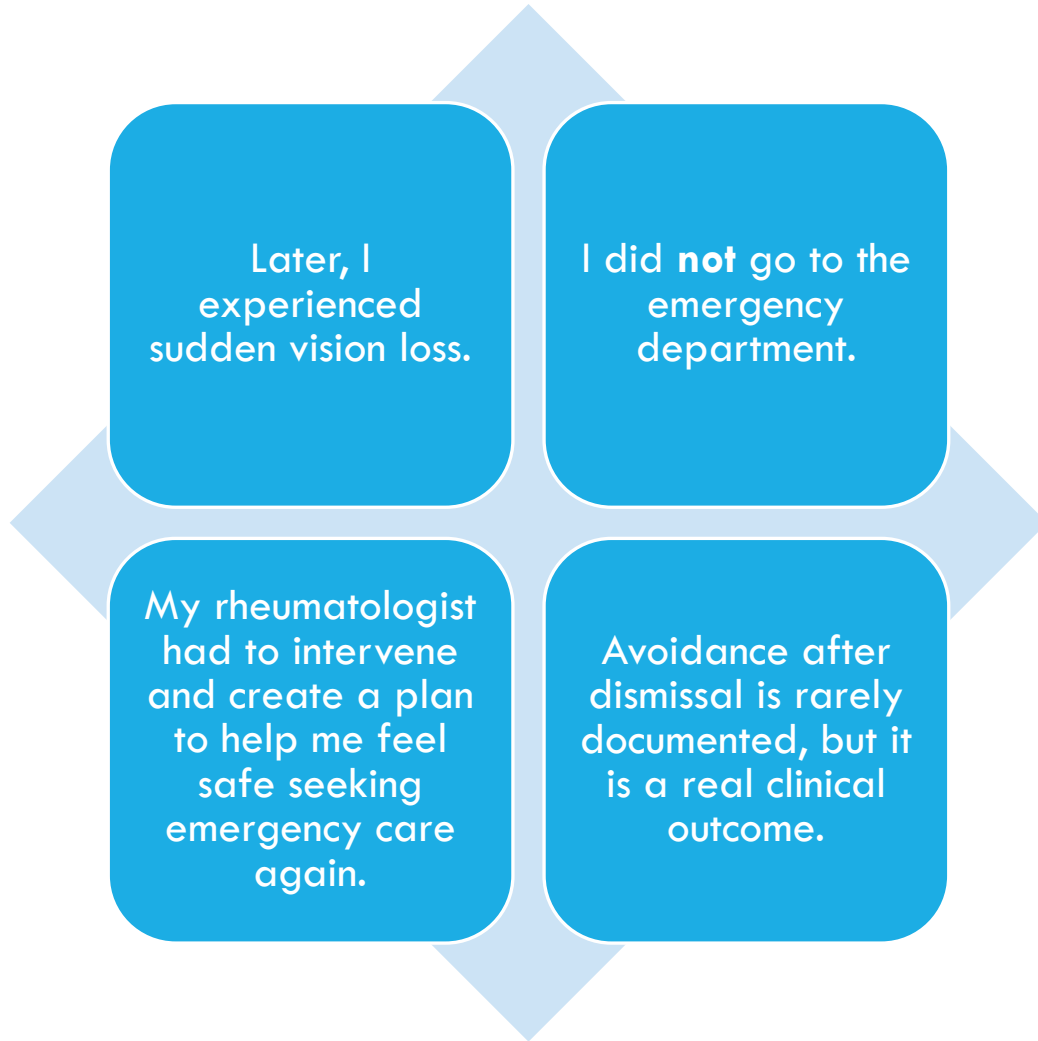 Later, I
experienced
sudden vision loss.
I did not go to the
emergency
department.
My rheumatologist
had to intervene
and create a plan
to help me feel
safe seeking
emergency care
again.
Avoidance after
dismissal is rarely
documented, but it
is a real clinical
outcome.